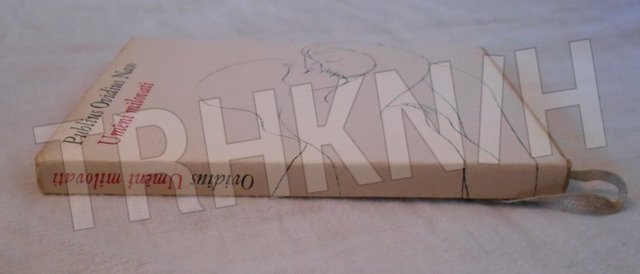 Publius Ovidius Naso
Umění milovati
Ovidius Umění milovati
TRHKNIH